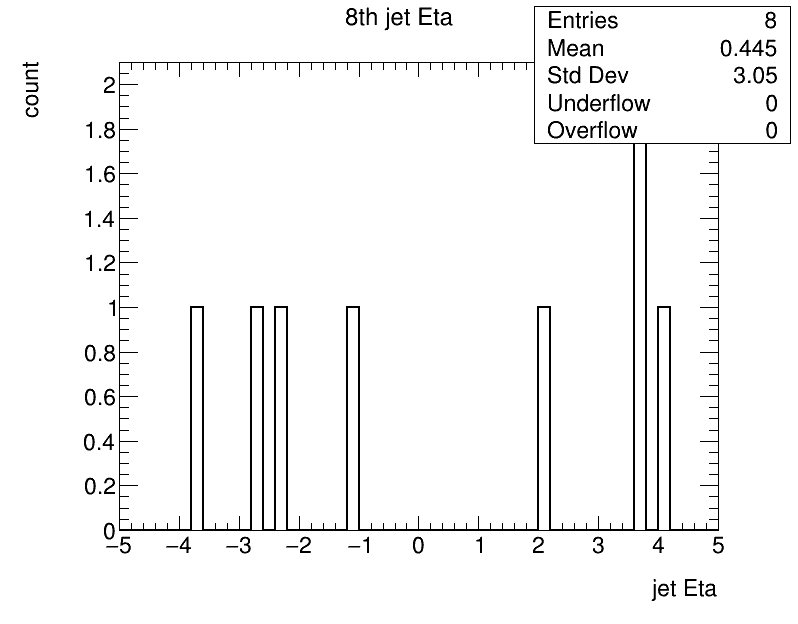 8th jet Eta
Entries 8
Mean 0.445
Std Dev 3.05
Underflow 0
Overflow 0
count
2
1.8
1.6
1.4
1.2
1
0.8
0.6
0.4
0.2
0
−5 −4 −3 −2 −1 0 1 2 3 4 5
jet Eta